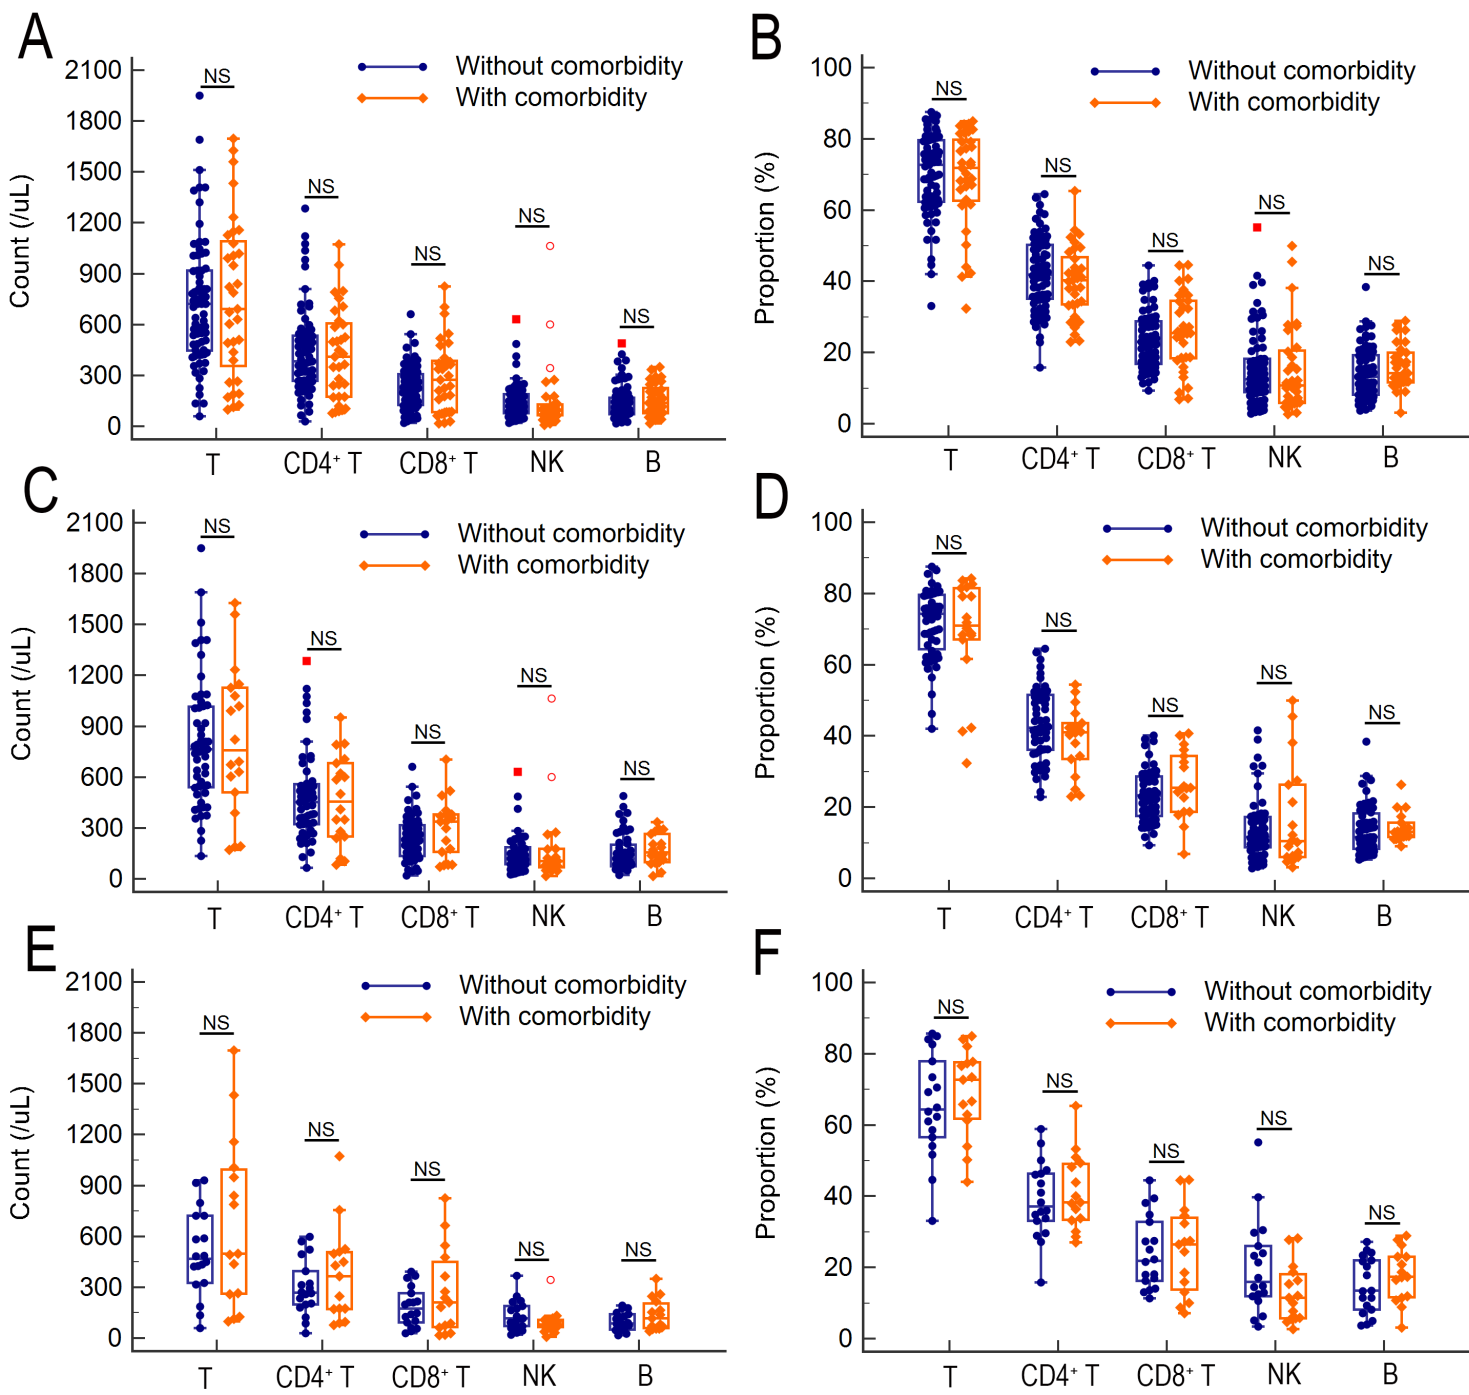 A
Without comorbidity
With comorbidity
Count (/uL)
2100
1800
1500
1200
900
600
300
0
NS
NS
NS
NS
NS
T
CD4⁺ T
CD8⁺ T
NK
B
B
Without comorbidity
With comorbidity
Proportion (%)
100
80
60
40
20
0
NS
NS
NS
NS
NS
T
CD4⁺ T
CD8⁺ T
NK
B
C
Without comorbidity
With comorbidity
Count (/uL)
2100
1800
1500
1200
900
600
300
0
NS
NS
NS
NS
NS
T
CD4⁺ T
CD8⁺ T
NK
B
D
Without comorbidity
With comorbidity
Proportion (%)
100
80
60
40
20
0
NS
NS
NS
NS
NS
T
CD4⁺ T
CD8⁺ T
NK
B
E
Without comorbidity
With comorbidity
Count (/uL)
2100
1800
1500
1200
900
600
300
0
NS
NS
NS
NS
NS
T
CD4⁺ T
CD8⁺ T
NK
B
F
Without comorbidity
With comorbidity
Proportion (%)
100
80
60
40
20
0
NS
NS
NS
NS
NS
T
CD4⁺ T
CD8⁺ T
NK
B